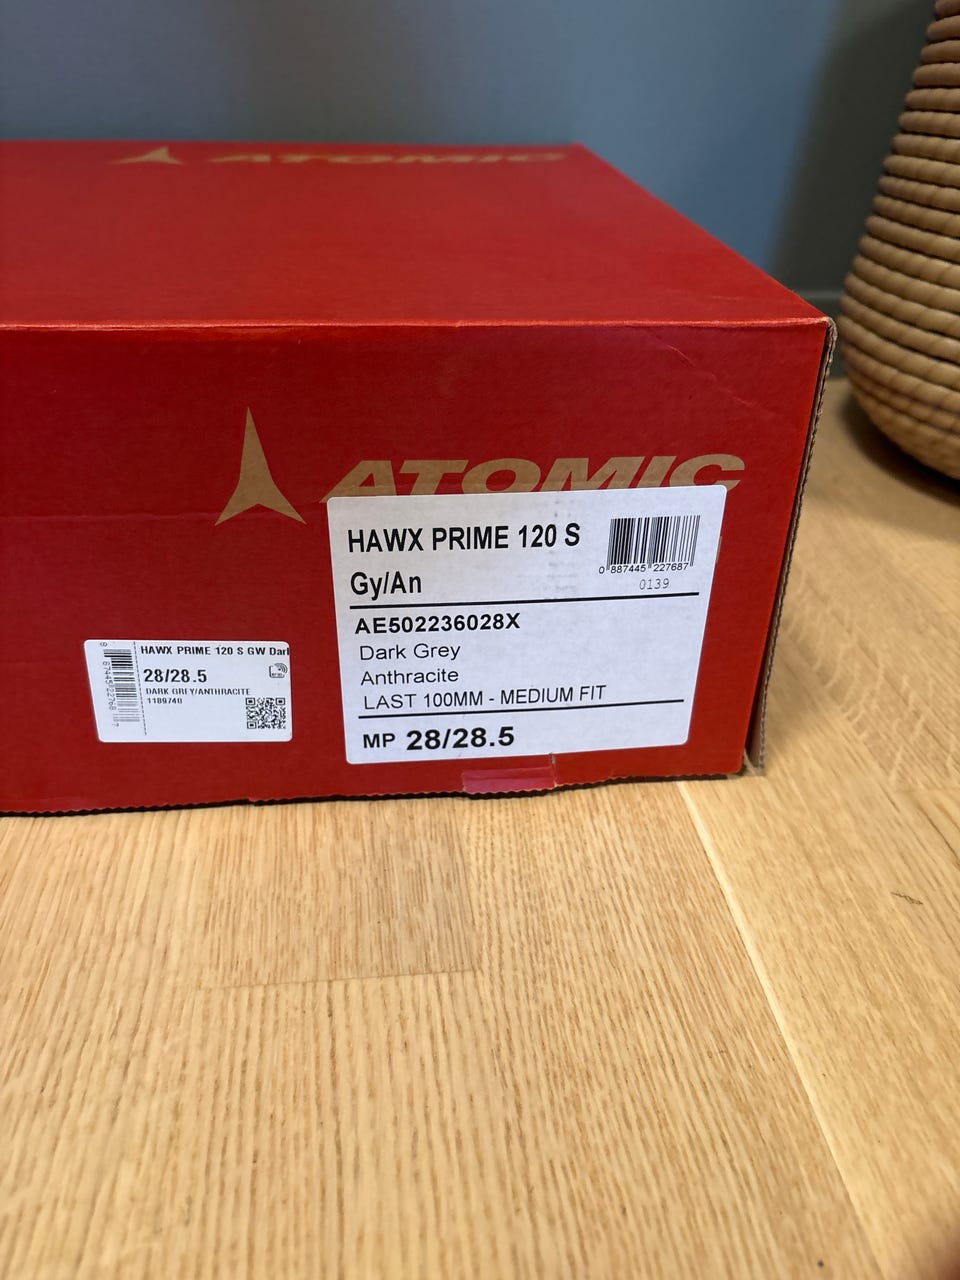 ATOMIC
ATOMIC
HAWX PRIME 120 S
Gy/An
0 887445 227687
0139
AE502236028X
Dark Grey
Anthracite
LAST 100MM - MEDIUM FIT
MP 28/28.5
HAWX PRIME 120 S GW Dar
28/28.5
DARK GREY/ANTHRACITE
1189740